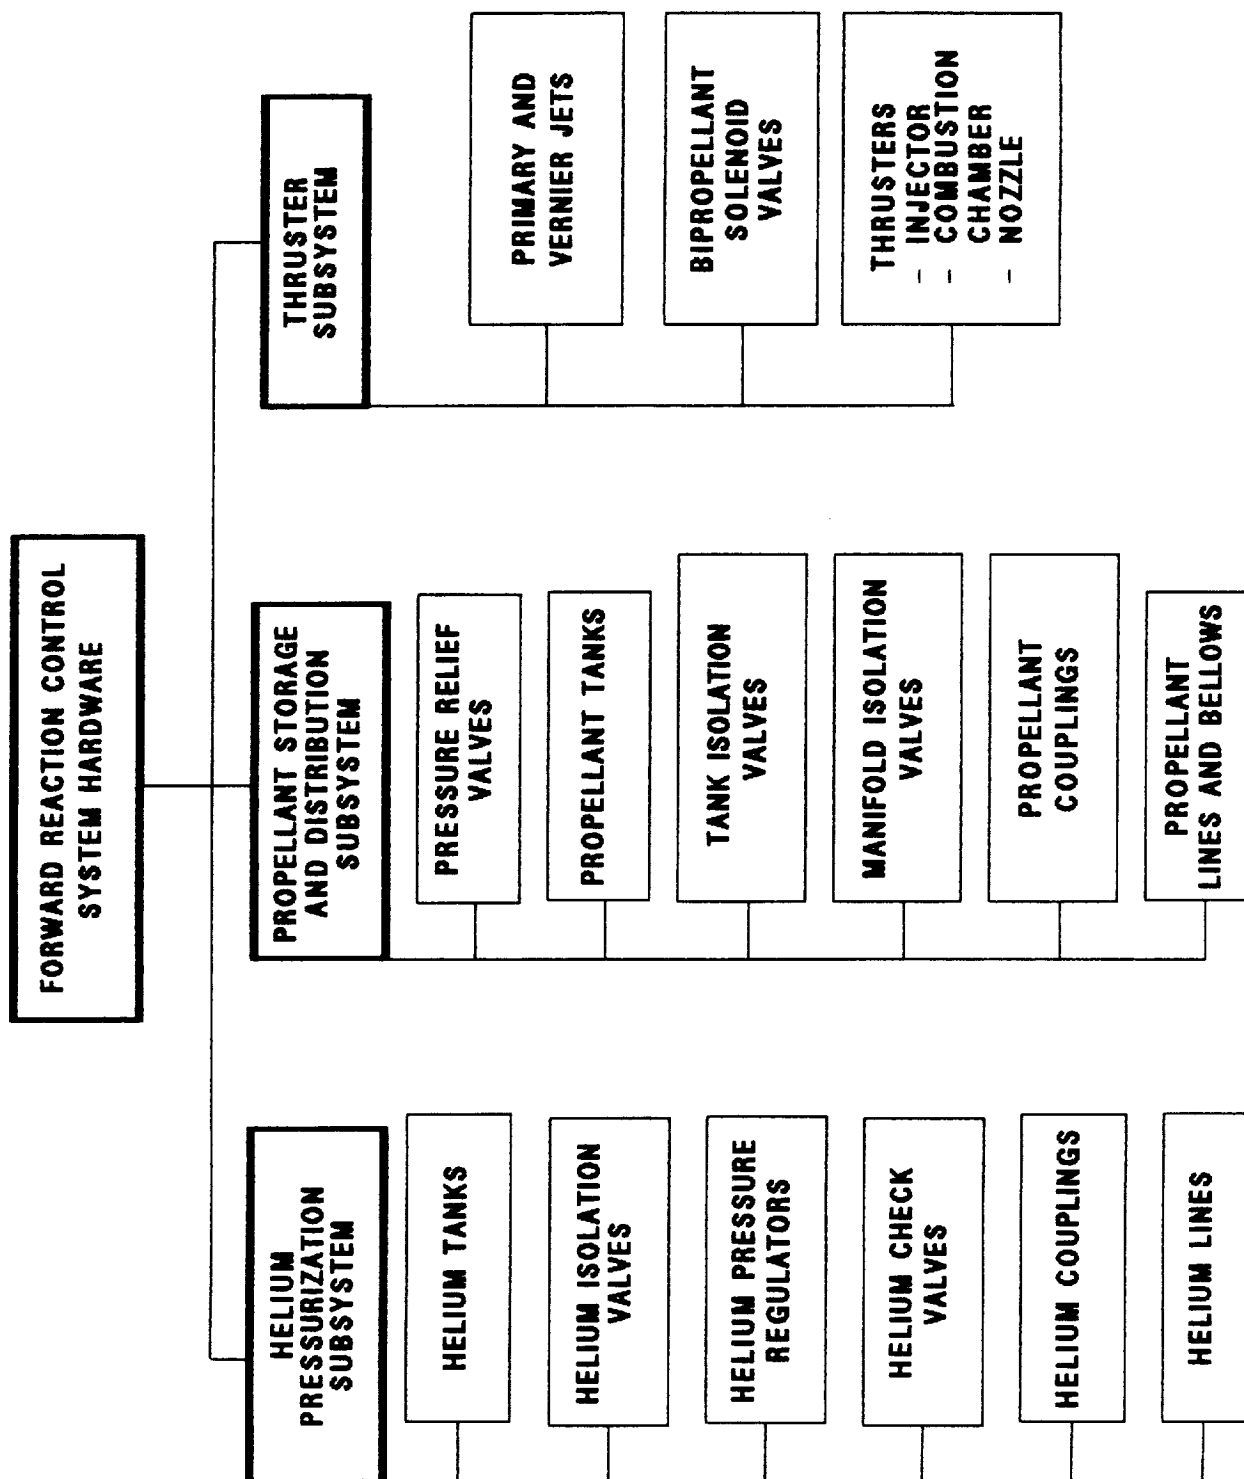 FORWARD REACTION CONTROL
SYSTEM HARDWARE
HELIUM
PRESSURIZATION
SUBSYSTEM
HELIUM TANKS
HELIUM ISOLATION
VALVES
HELIUM PRESSURE
REGULATORS
HELIUM CHECK
VALVES
HELIUM COUPLINGS
HELIUM LINES
PROPELLANT STORAGE
AND DISTRIBUTION
SUBSYSTEM
PRESSURE RELIEF
VALVES
PROPELLANT TANKS
TANK ISOLATION
VALVES
MANIFOLD ISOLATION
VALVES
PROPELLANT
COUPLINGS
PROPELLANT
LINES AND BELLOWS
THRUSTER
SUBSYSTEM
PRIMARY AND
VERNIER JETS
BIPROPELLANT
SOLENOID
VALVES
THRUSTERS
- INJECTOR
- COMBUSTION
CHAMBER
- NOZZLE